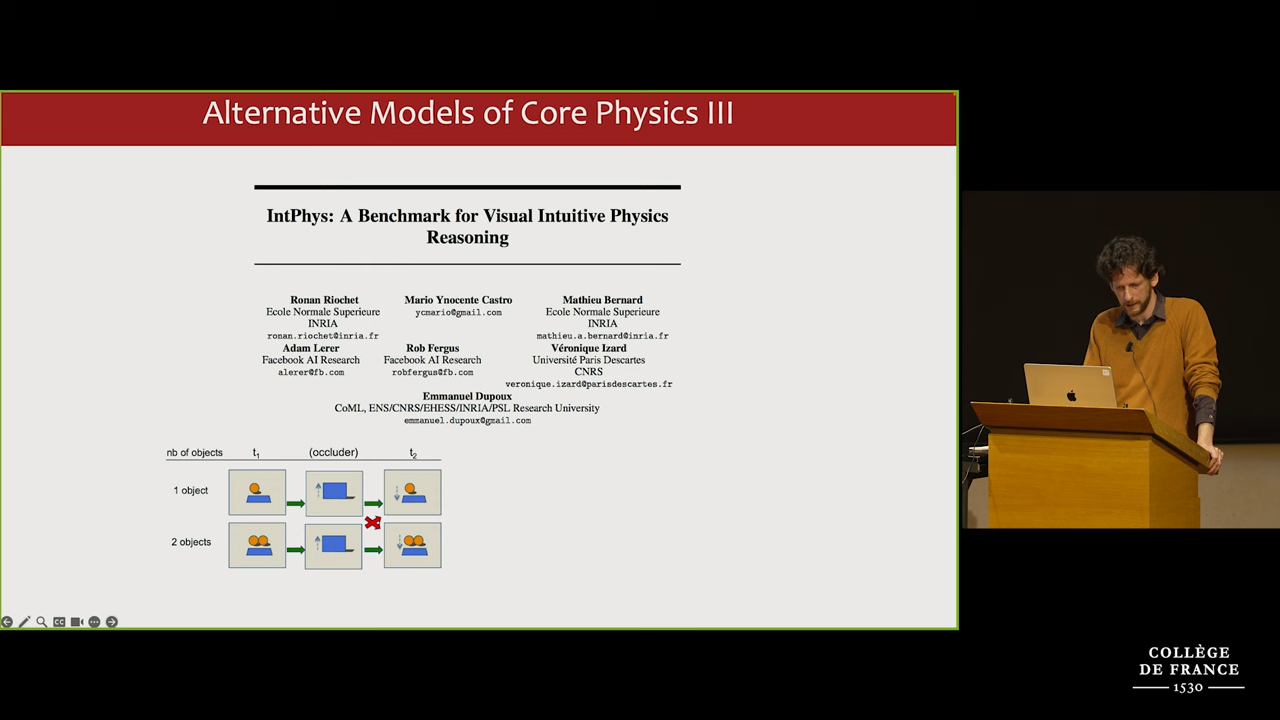 Alternative Models of Core Physics III
IntPhys: A Benchmark for Visual Intuitive Physics
Reasoning
Ronan Riochet
Ecole Normale Superieure
INRIA
ronan.riochet@inria.fr
Mario Ynocente Castro
ycmario@gmail.com
Mathieu Bernard
Ecole Normale Superieure
INRIA
mathieu.a.bernard@inria.fr
Adam Lerer
Facebook AI Research
alerer@fb.com
Rob Fergus
Facebook AI Research
robfergus@fb.com
Véronique Izard
Université Paris Descartes
CNRS
veronique.izard@parisdescartes.fr
Emmanuel Dupoux
CoML, ENS/CNRS/EHESS/INRIA/PSL Research University
emmanuel.dupoux@gmail.com
nb of objects t1 (occluder) t2
1 object
2 objects
CC
COLLÈGE
DE FRANCE
1530